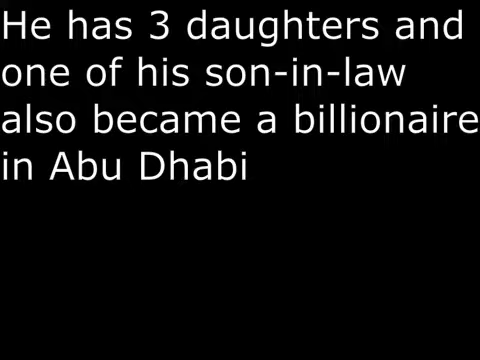 He has 3 daughters and
one of his son-in-law
also became a billionaire
in Abu Dhabi